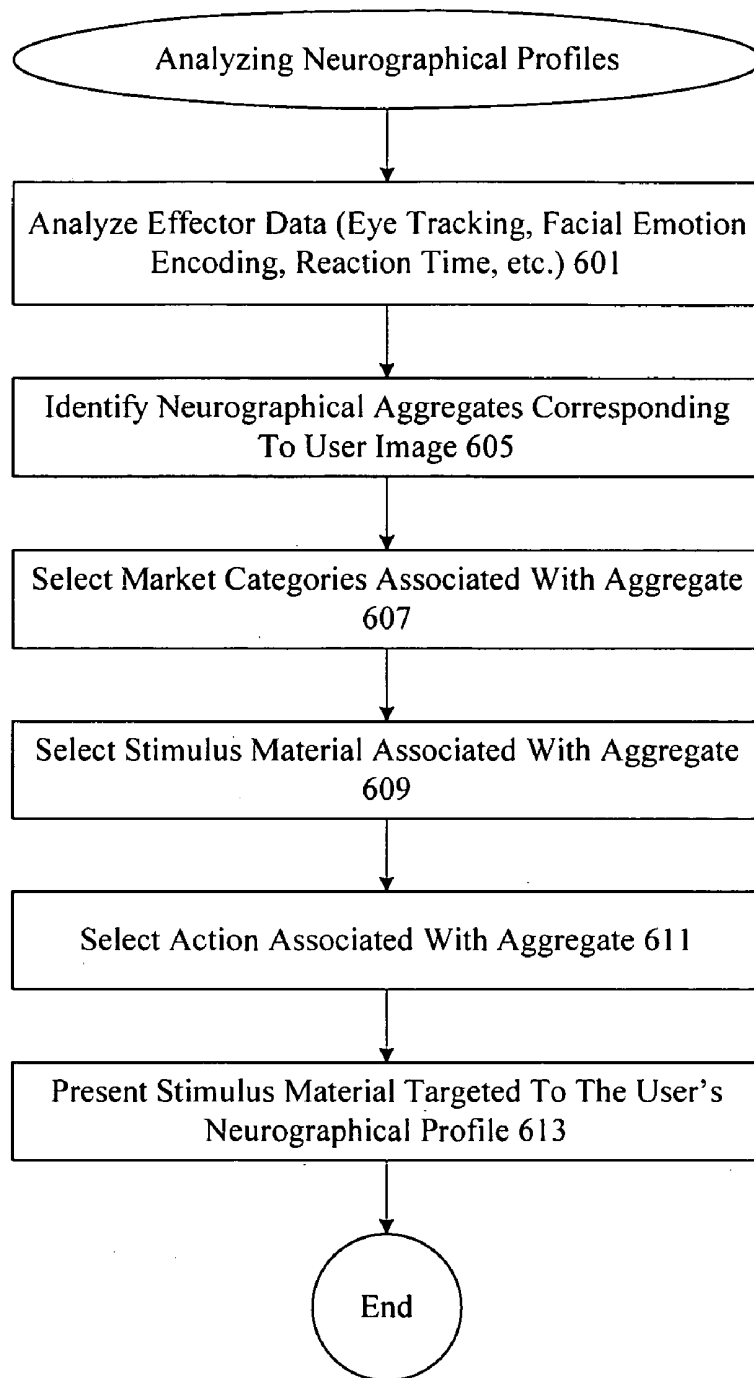 Analyzing Neurographical Profiles
Analyze Effector Data (Eye Tracking, Facial Emotion
Encoding, Reaction Time, etc.) 601
Identify Neurographical Aggregates Corresponding
To User Image 605
Select Market Categories Associated With Aggregate
607
Select Stimulus Material Associated With Aggregate
609
Select Action Associated With Aggregate 611
Present Stimulus Material Targeted To The User's
Neurographical Profile 613
End